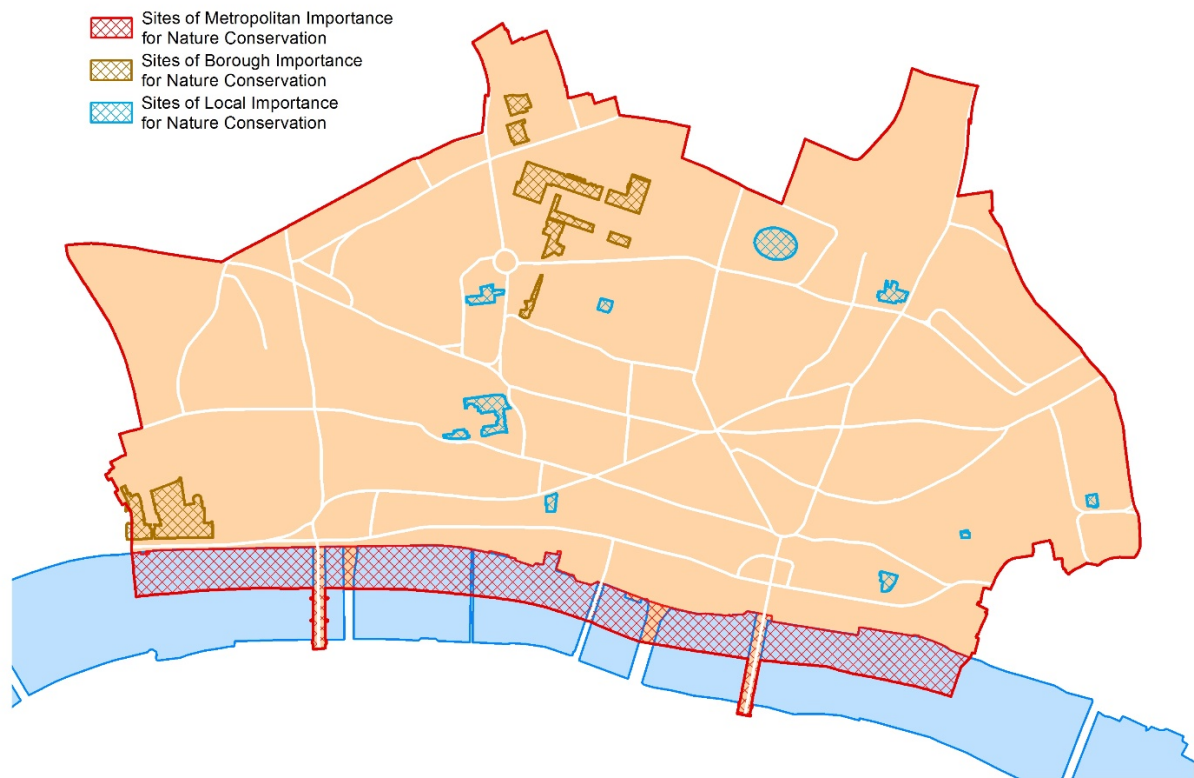 Sites of Metropolitan Importance
for Nature Conservation
Sites of Borough Importance
for Nature Conservation
Sites of Local Importance
for Nature Conservation